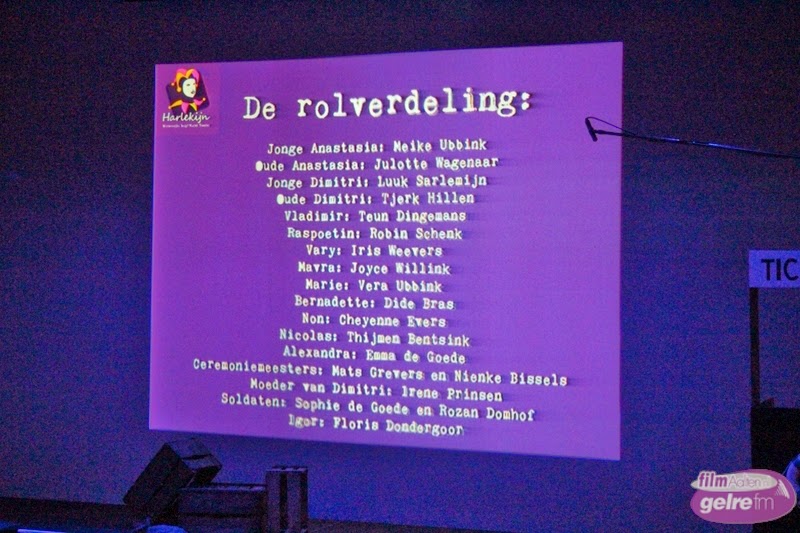 Harlekijn
De rolverdeling:
Jonge Anastasia: Meike Ubbink
Oude Anastasia: Julotte Wagenaar
Jonge Dimitri: Luuk Sarlemijn
Oude Dimitri: Tjerk Hillen
Vladimir: Teun Dingemans
Raspoetin: Robin Schenk
Vary: Iris Weevers
Mavra: Joyce Willink
Marie: Vera Ubbink
Bernadette: Dide Bras
Non: Cheyenne Evers
Nicolas: Thijmen Bentsink
Alexandra: Emma de Goede
Ceremoniemeesters: Mats Grevers en Nienke Bissels
Moeder van Dimitri: Irene Prinsen
Soldaten: Sophie de Goede en Rozan Domhof
Igor: Floris Dondergoor
TIC
film Aalten
gelre fm